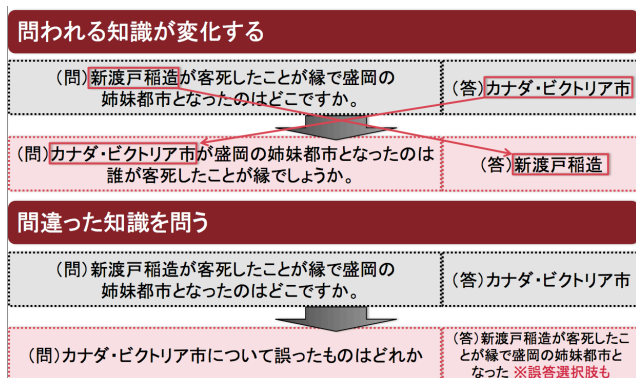 問われる知識が変化する
(問)新渡戸稲造が客死したことが縁で盛岡の
姉妹都市となったのはどこですか。
(答)カナダ・ビクトリア市
(問)カナダ・ビクトリア市が盛岡の姉妹都市となったのは
誰が客死したことが縁でしょうか。
(答)新渡戸稲造
間違った知識を問う
(問)新渡戸稲造が客死したことが縁で盛岡の
姉妹都市となったのはどこですか。
(答)カナダ・ビクトリア市
(問)カナダ・ビクトリア市について誤ったものはどれか
(答)新渡戸稲造が客死したこ
とが縁で盛岡の姉妹都市と
なった ※誤答選択肢も